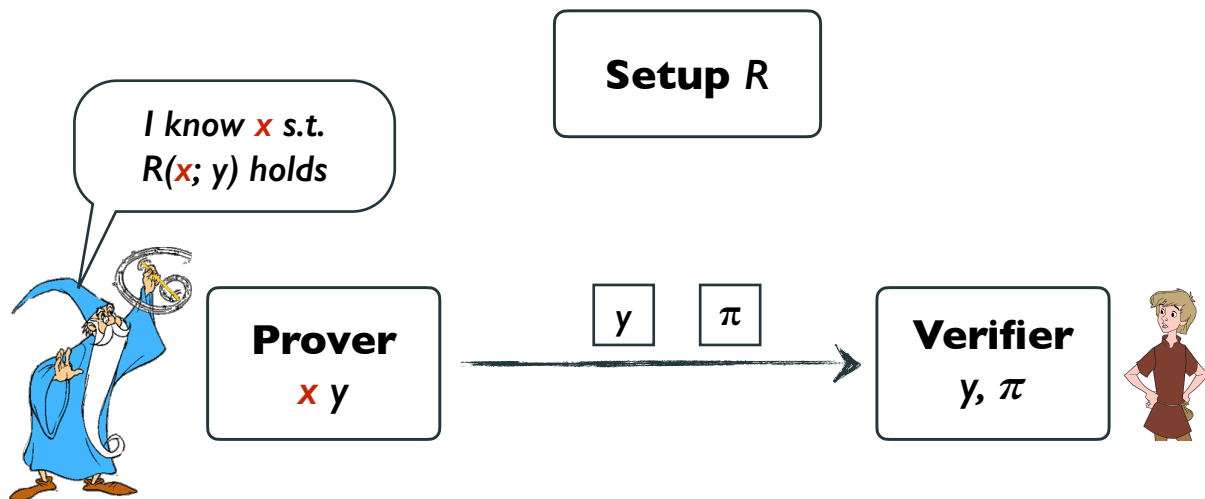 Setup R
I know x s.t.
R(x; y) holds
Prover
x y
y
π
Verifier
y, π